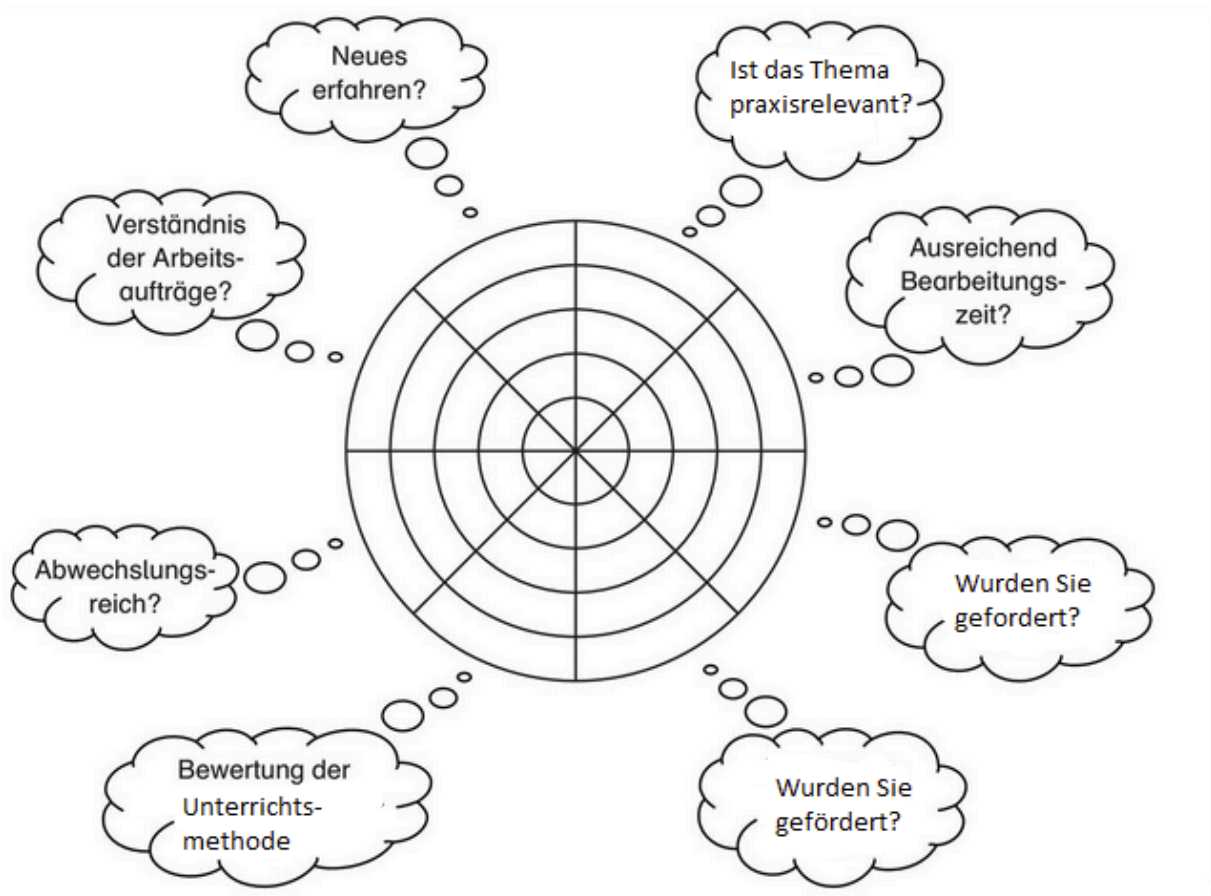 Neues
erfahren?
Ist das Thema
praxisrelevant?
Verständnis
der Arbeits-
aufträge?
Ausreichend
Bearbeitungs-
zeit?
Abwechslungs-
reich?
Wurden Sie
gefordert?
Bewertung der
Unterrichts-
methode
Wurden Sie
gefördert?